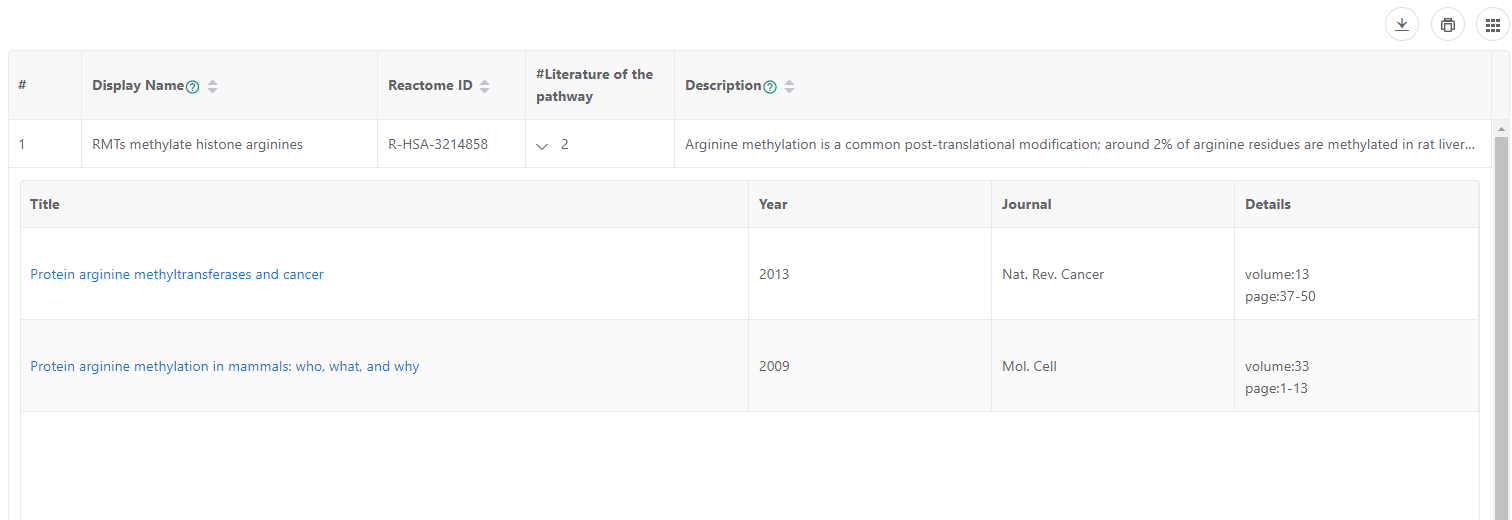 # Display Name Reactome ID #Literature of the pathway Description
1 RMTs methylate histone arginines R-HSA-3214858 2 Arginine methylation is a common post-translational modification; around 2% of arginine residues are methylated in rat liver...
Title Year Journal Details
Protein arginine methyltransferases and cancer 2013 Nat. Rev. Cancer volume:13
page:37-50
Protein arginine methylation in mammals: who, what, and why 2009 Mol. Cell volume:33
page:1-13